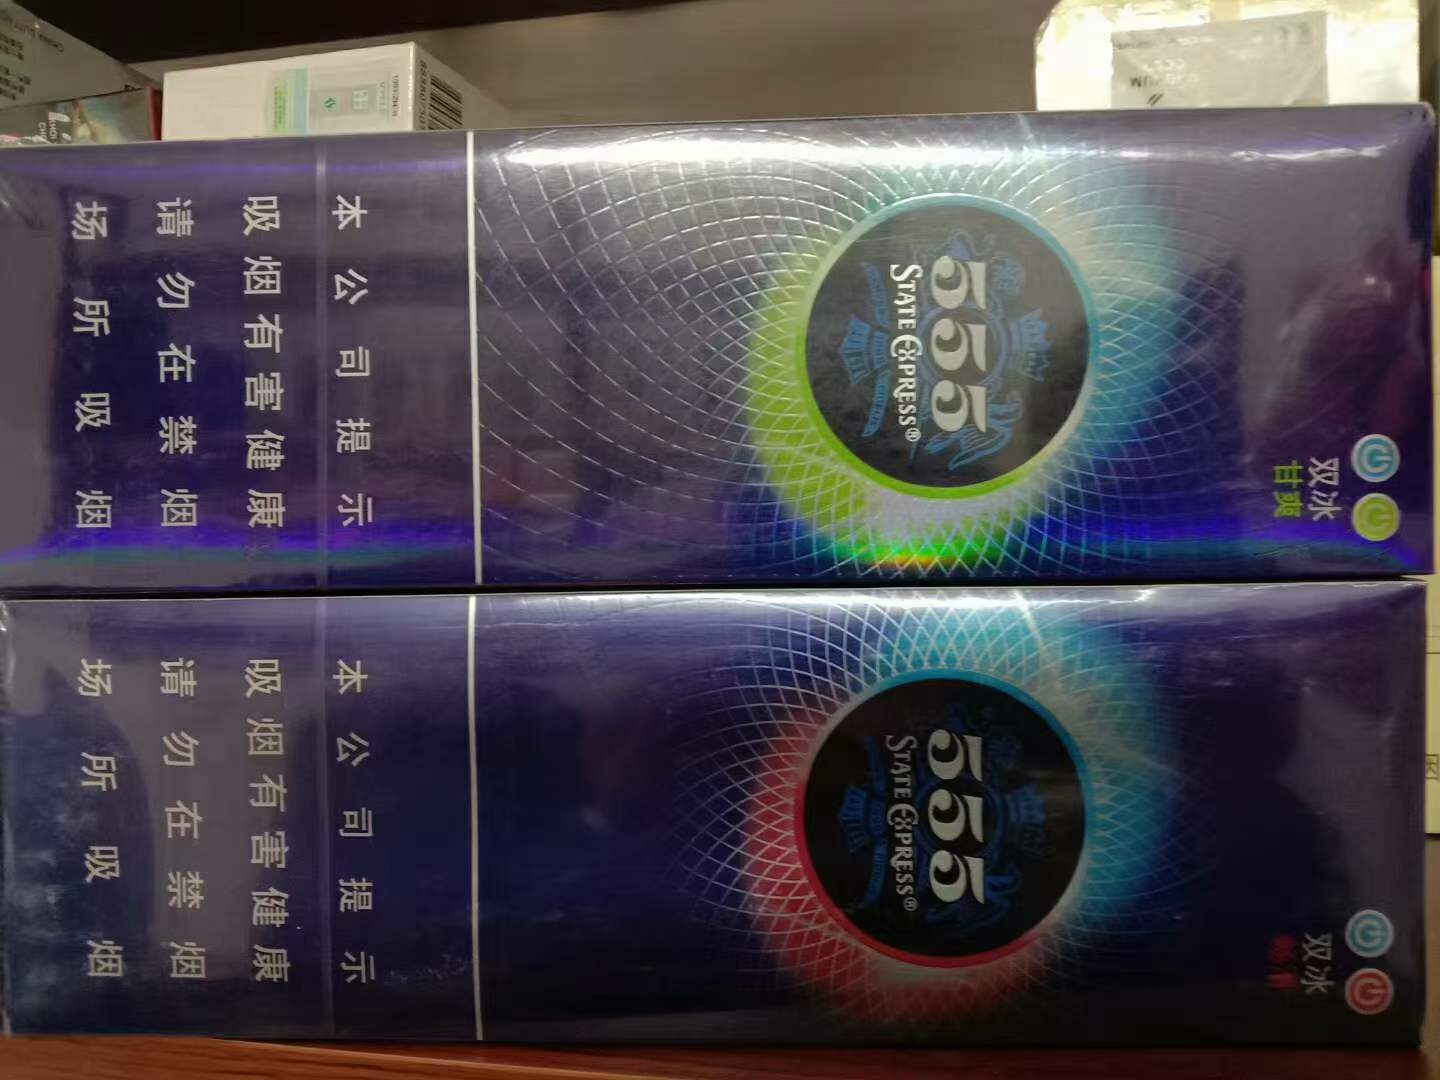 555
STATE EXPRESS®
双冰
甘爽
本公司提示
吸烟有害健康
请勿在禁烟
场所吸烟
555
STATE EXPRESS®
双冰
本公司提示
吸烟有害健康
请勿在禁烟
场所吸烟